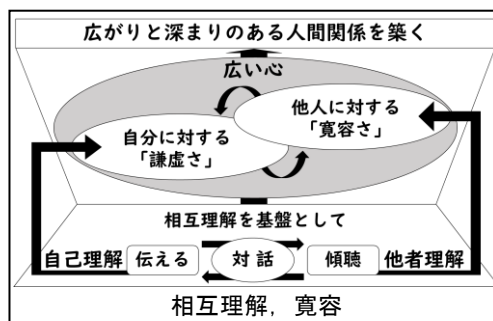 広がりと深まりのある人間関係を築く
広い心
他人に対する
「寛容さ」
自分に対する
「謙虚さ」
相互理解を基盤として
自己理解 伝える 対話 傾聴 他者理解
相互理解，寛容